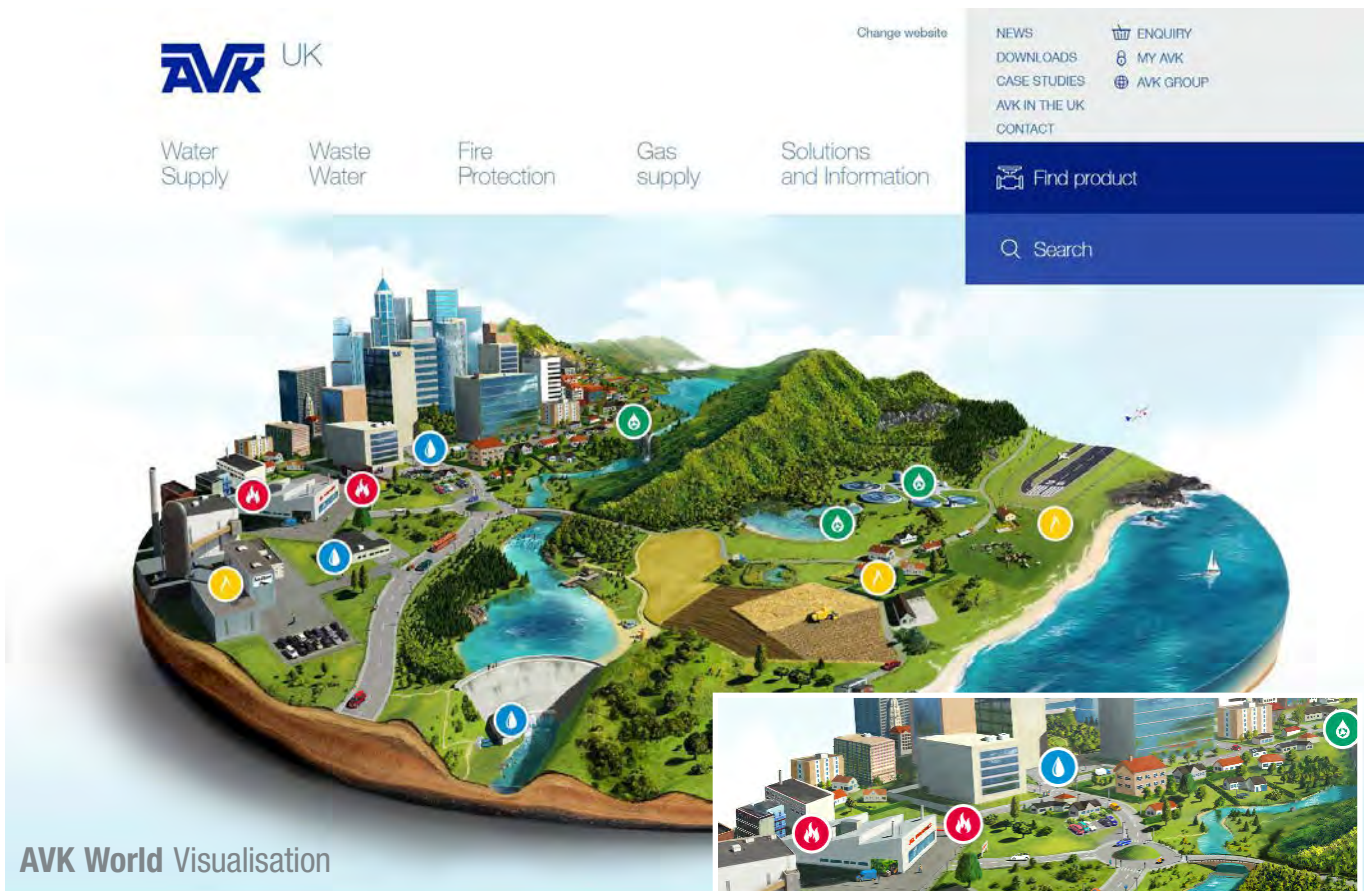 AVK UK
Change website
NEWS
DOWNLOADS
CASE STUDIES
AVK IN THE UK
CONTACT
ENQUIRY
MY AVK
AVK GROUP
Water
Supply
Waste
Water
Fire
Protection
Gas
supply
Solutions
and Information
Find product
Search
AVK World Visualisation